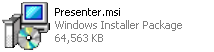 Presenter.msi
Windows Installer Package
64,563 KB